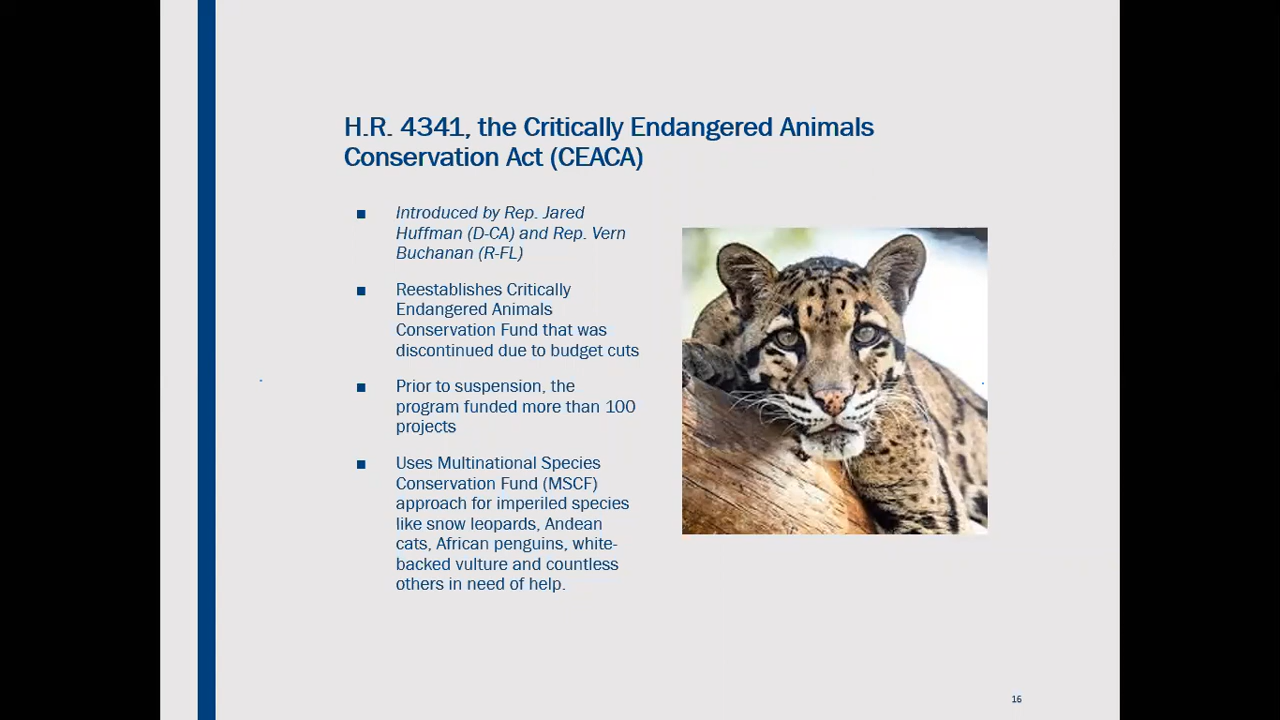 H.R. 4341, the Critically Endangered Animals
Conservation Act (CEACA)
■ Introduced by Rep. Jared
Huffman (D-CA) and Rep. Vern
Buchanan (R-FL)
■ Reestablishes Critically
Endangered Animals
Conservation Fund that was
discontinued due to budget cuts
■ Prior to suspension, the
program funded more than 100
projects
■ Uses Multinational Species
Conservation Fund (MSCF)
approach for imperiled species
like snow leopards, Andean
cats, African penguins, white-
backed vulture and countless
others in need of help.
16